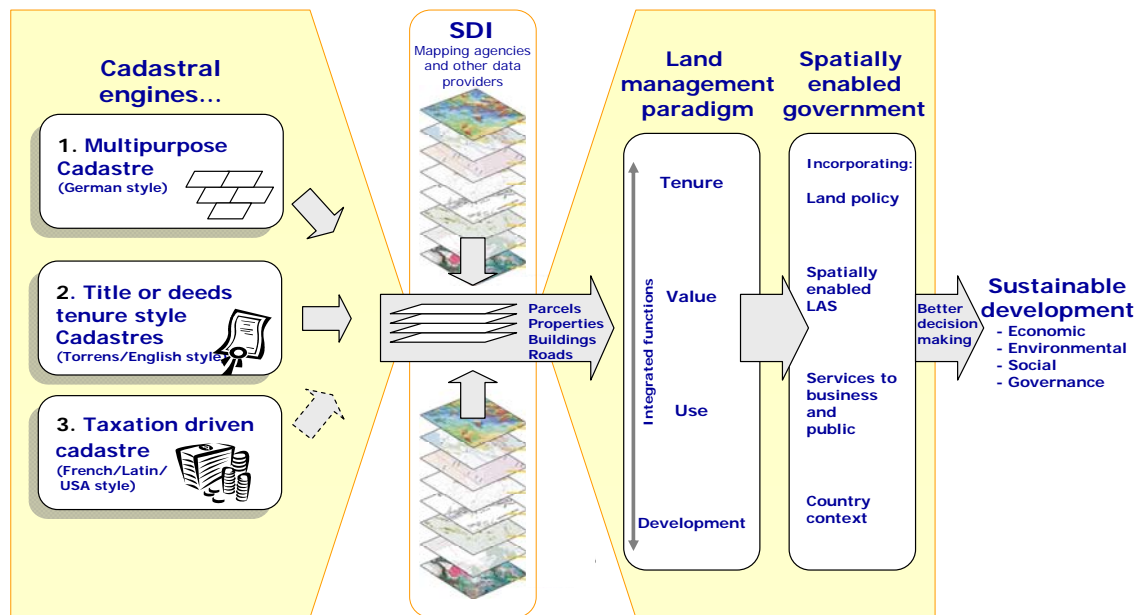 Cadastral
engines...
1. Multipurpose
Cadastre
(German style)
2. Title or deeds
tenure style
Cadastres
(Torrens/English style)
3. Taxation driven
cadastre
(French/Latin/
USA style)
SDI
Mapping agencies
and other data
providers
Parcels
Properties
Buildings
Roads
Land
management
paradigm
Integrated functions
Tenure
Value
Use
Development
Spatially
enabled
government
Incorporating:
Land policy
Spatially
enabled
LAS
Services to
business
and
public
Country
context
Better
decision
making
Sustainable
development
- Economic
- Environmental
- Social
- Governance